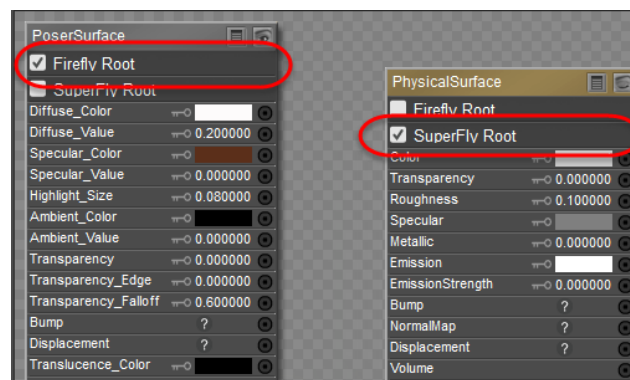 PoserSurface
Firefly Root
SuperFly Root
Diffuse_Color
Diffuse_Value 0.200000
Specular_Color
Specular_Value 0.000000
Highlight_Size 0.080000
Ambient_Color
Ambient_Value 0.000000
Transparency 0.000000
Transparency_Edge 0.000000
Transparency_Falloff 0.600000
Bump ?
Displacement ?
Translucence_Color
PhysicalSurface
Firefly Root
SuperFly Root
Color
Transparency 0.000000
Roughness 0.100000
Specular
Metallic 0.000000
Emission
EmissionStrength 0.000000
Bump ?
NormalMap ?
Displacement ?
Volume